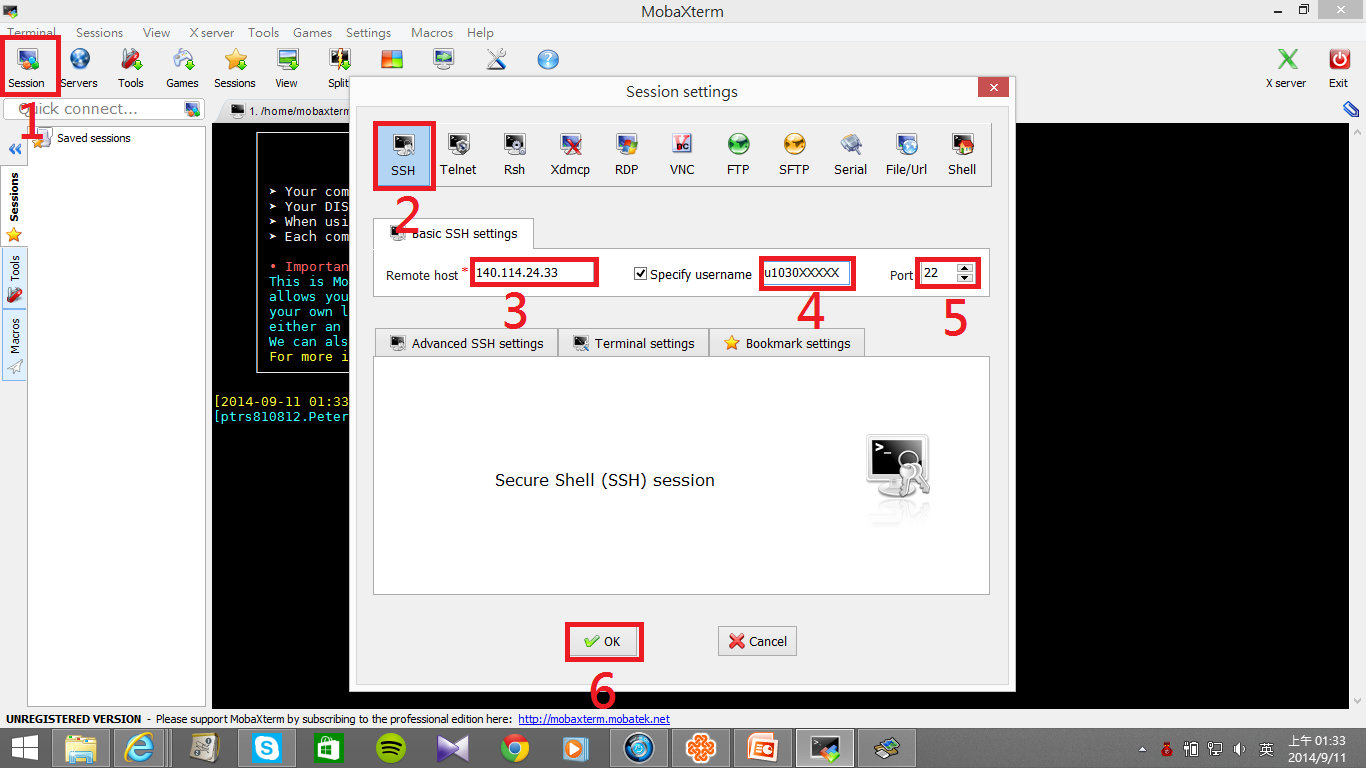 MobaXterm
Terminal Sessions View X server Tools Games Settings Macros Help
Session Servers Tools Games Sessions View Split X server Exit
1
Quick connect...
1. /home/mobaxterm
Saved sessions
Sessions
Tools
Macros
➤ Your com
➤ Your DIS
➤ When usi
➤ Each com
• Importan
This is Mo
allows you
your own l
either an
We can als
For more i
[2014-09-11 01:33
[ptrs810812.Peter
Session settings
SSH Telnet Rsh Xdmcp RDP VNC FTP SFTP Serial File/Url Shell
2
Basic SSH settings
Remote host * 140.114.24.33 Specify username u1030XXXXX Port 22
3 4 5
Advanced SSH settings Terminal settings Bookmark settings
Secure Shell (SSH) session
OK Cancel
6
UNREGISTERED VERSION - Please support MobaXterm by subscribing to the professional edition here: http://mobaxterm.mobatek.net
英
上午 01:33
2014/9/11